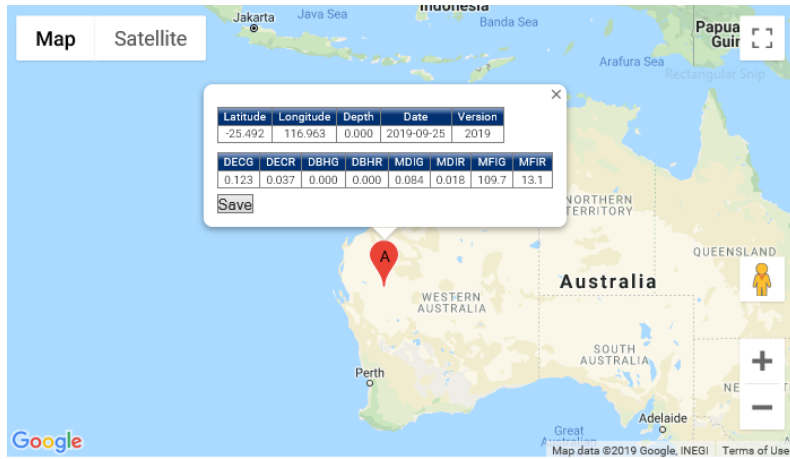 Map Satellite
Jakarta
Java Sea
Indonesia
Banda Sea
Papua
Guin
Arafura Sea
Rectangular Snip
Latitude Longitude Depth Date Version
-25.492 116.963 0.000 2019-09-25 2019
DECG DECR DBHG DBHR MDIG MDIR MFIG MFIR
0.123 0.037 0.000 0.000 0.084 0.018 109.7 13.1
Save
NORTHERN
TERRITORY
QUEENSLAND
A
Australia
WESTERN
AUSTRALIA
SOUTH
AUSTRALIA
Perth
NE
Adelaide
Great
Australian
Google
Map data ©2019 Google, INEGI Terms of Use